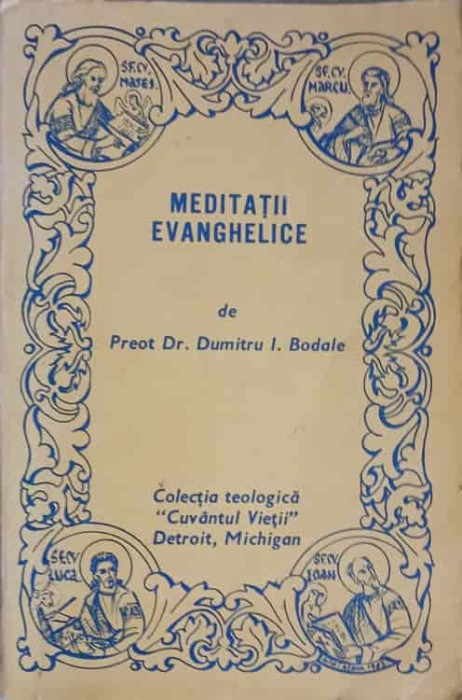 SF. EV.
MATEI.
SF. EV.
MARCU.
MEDITAȚII
EVANGHELICE
de
Preot Dr. Dumitru I. Bodale
Colecția teologică
"Cuvântul Vieții"
Detroit, Michigan
SF. EV.
LUCA
SF. EV.
IOAN